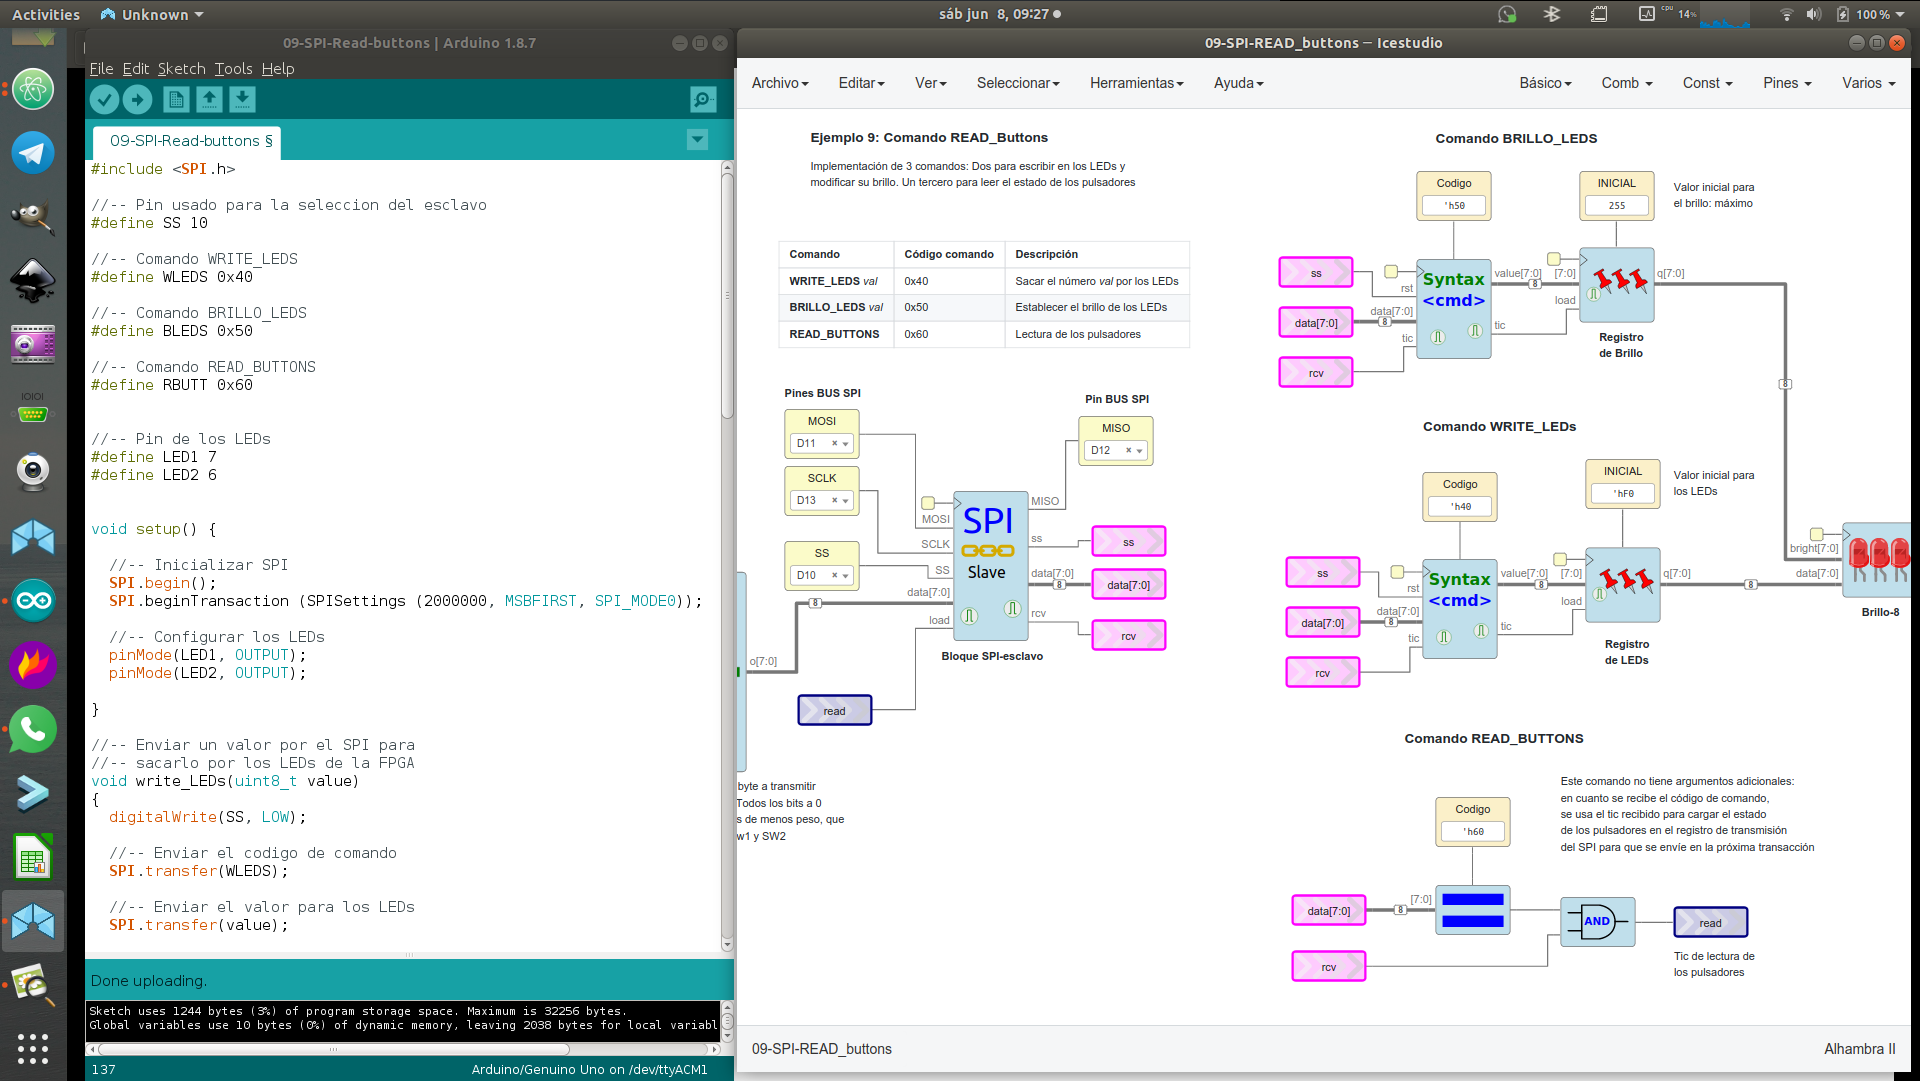 Activities
Unknown
sáb jun  8, 09:27
cpu
14%
100 %
09-SPI-Read-buttons | Arduino 1.8.7
File Edit Sketch Tools Help
09-SPI-Read-buttons §
#include <SPI.h>
//-- Pin usado para la seleccion del esclavo
#define SS 10
//-- Comando WRITE_LEDS
#define WLEDS 0x40
//-- Comando BRILLO_LEDS
#define BLEDS 0x50
//-- Comando READ_BUTTONS
#define RBUTT 0x60
//-- Pin de los LEDs
#define LED1 7
#define LED2 6
void setup() {
//-- Inicializar SPI
SPI.begin();
SPI.beginTransaction (SPISettings (2000000, MSBFIRST, SPI_MODE0));
//-- Configurar los LEDs
pinMode(LED1, OUTPUT);
pinMode(LED2, OUTPUT);
}
//-- Enviar un valor por el SPI para
//-- sacarlo por los LEDs de la FPGA
void write_LEDs(uint8_t value)
{
digitalWrite(SS, LOW);
//-- Enviar el codigo de comando
SPI.transfer(WLEDS);
//-- Enviar el valor para los LEDs
SPI.transfer(value);
Done uploading.
Sketch uses 1244 bytes (3%) of program storage space. Maximum is 32256 bytes.
Global variables use 10 bytes (0%) of dynamic memory, leaving 2038 bytes for local variabl
137
Arduino/Genuino Uno on /dev/ttyACM1
IOIOI
09-SPI-READ_buttons — Icestudio
Archivo Editar Ver Seleccionar Herramientas Ayuda
Básico Comb Const Pines Varios
Ejemplo 9: Comando READ_Buttons
Implementación de 3 comandos: Dos para escribir en los LEDs y
modificar su brillo. Un tercero para leer el estado de los pulsadores
Comando Código comando Descripción
WRITE_LEDS val 0x40 Sacar el número val por los LEDs
BRILLO_LEDS val 0x50 Establecer el brillo de los LEDs
READ_BUTTONS 0x60 Lectura de los pulsadores
Pines BUS SPI
MOSI
D11 ×
SCLK
D13 ×
SS
D10 ×
Pin BUS SPI
MISO
D12 ×
MOSI
SCLK
SS
data[7:0]
load
SPI
Slave
MISO
ss
data[7:0]
8
rcv
ss
data[7:0]
rcv
Bloque SPI-esclavo
8
o[7:0]
read
byte a transmitir
Todos los bits a 0
s de menos peso, que
w1 y SW2
Comando BRILLO_LEDS
Codigo
'h50
INICIAL
255
Valor inicial para
el brillo: máximo
ss
data[7:0]
rcv
rst
data[7:0]
8
tic
Syntax
<cmd>
value[7:0]
8
[7:0]
load
tic
q[7:0]
Registro
de Brillo
8
Comando WRITE_LEDs
Codigo
'h40
INICIAL
'hF0
Valor inicial para
los LEDs
ss
data[7:0]
rcv
rst
data[7:0]
8
tic
Syntax
<cmd>
value[7:0]
8
[7:0]
load
tic
q[7:0]
8
Registro
de LEDs
bright[7:0]
data[7:0]
Brillo-8
Comando READ_BUTTONS
Este comando no tiene argumentos adicionales:
en cuanto se recibe el código de comando,
se usa el tic recibido para cargar el estado
de los pulsadores en el registro de transmisión
del SPI para que se envíe en la próxima transacción
Codigo
'h60
data[7:0]
8
[7:0]
rcv
AND
read
Tic de lectura de
los pulsadores
09-SPI-READ_buttons
Alhambra II